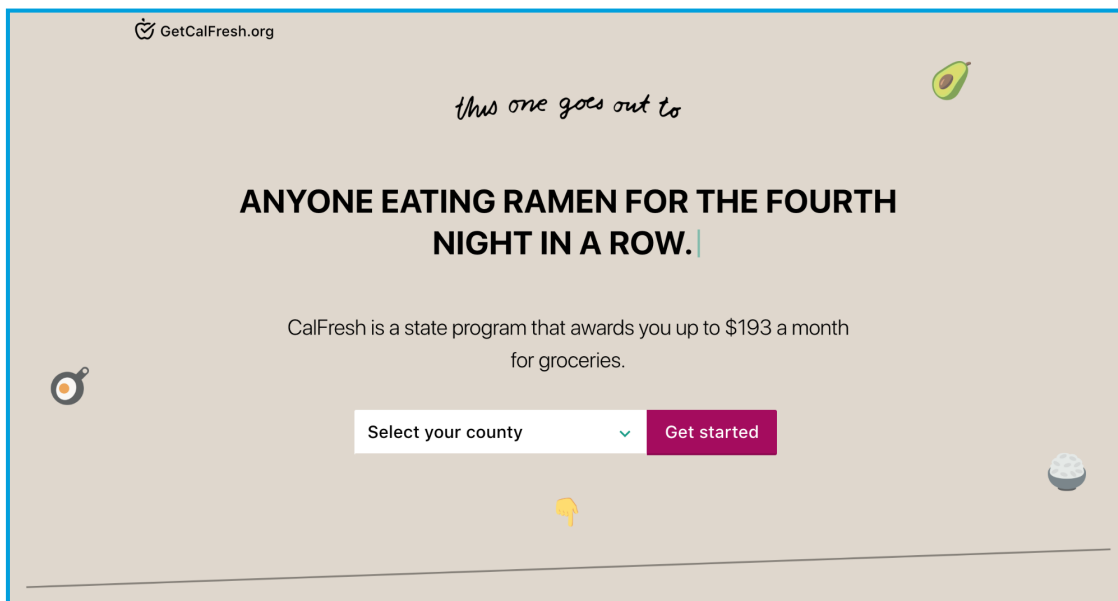 GetCalFresh.org
this one goes out to
ANYONE EATING RAMEN FOR THE FOURTH
NIGHT IN A ROW.
CalFresh is a state program that awards you up to $193 a month
for groceries.
Select your county
Get started